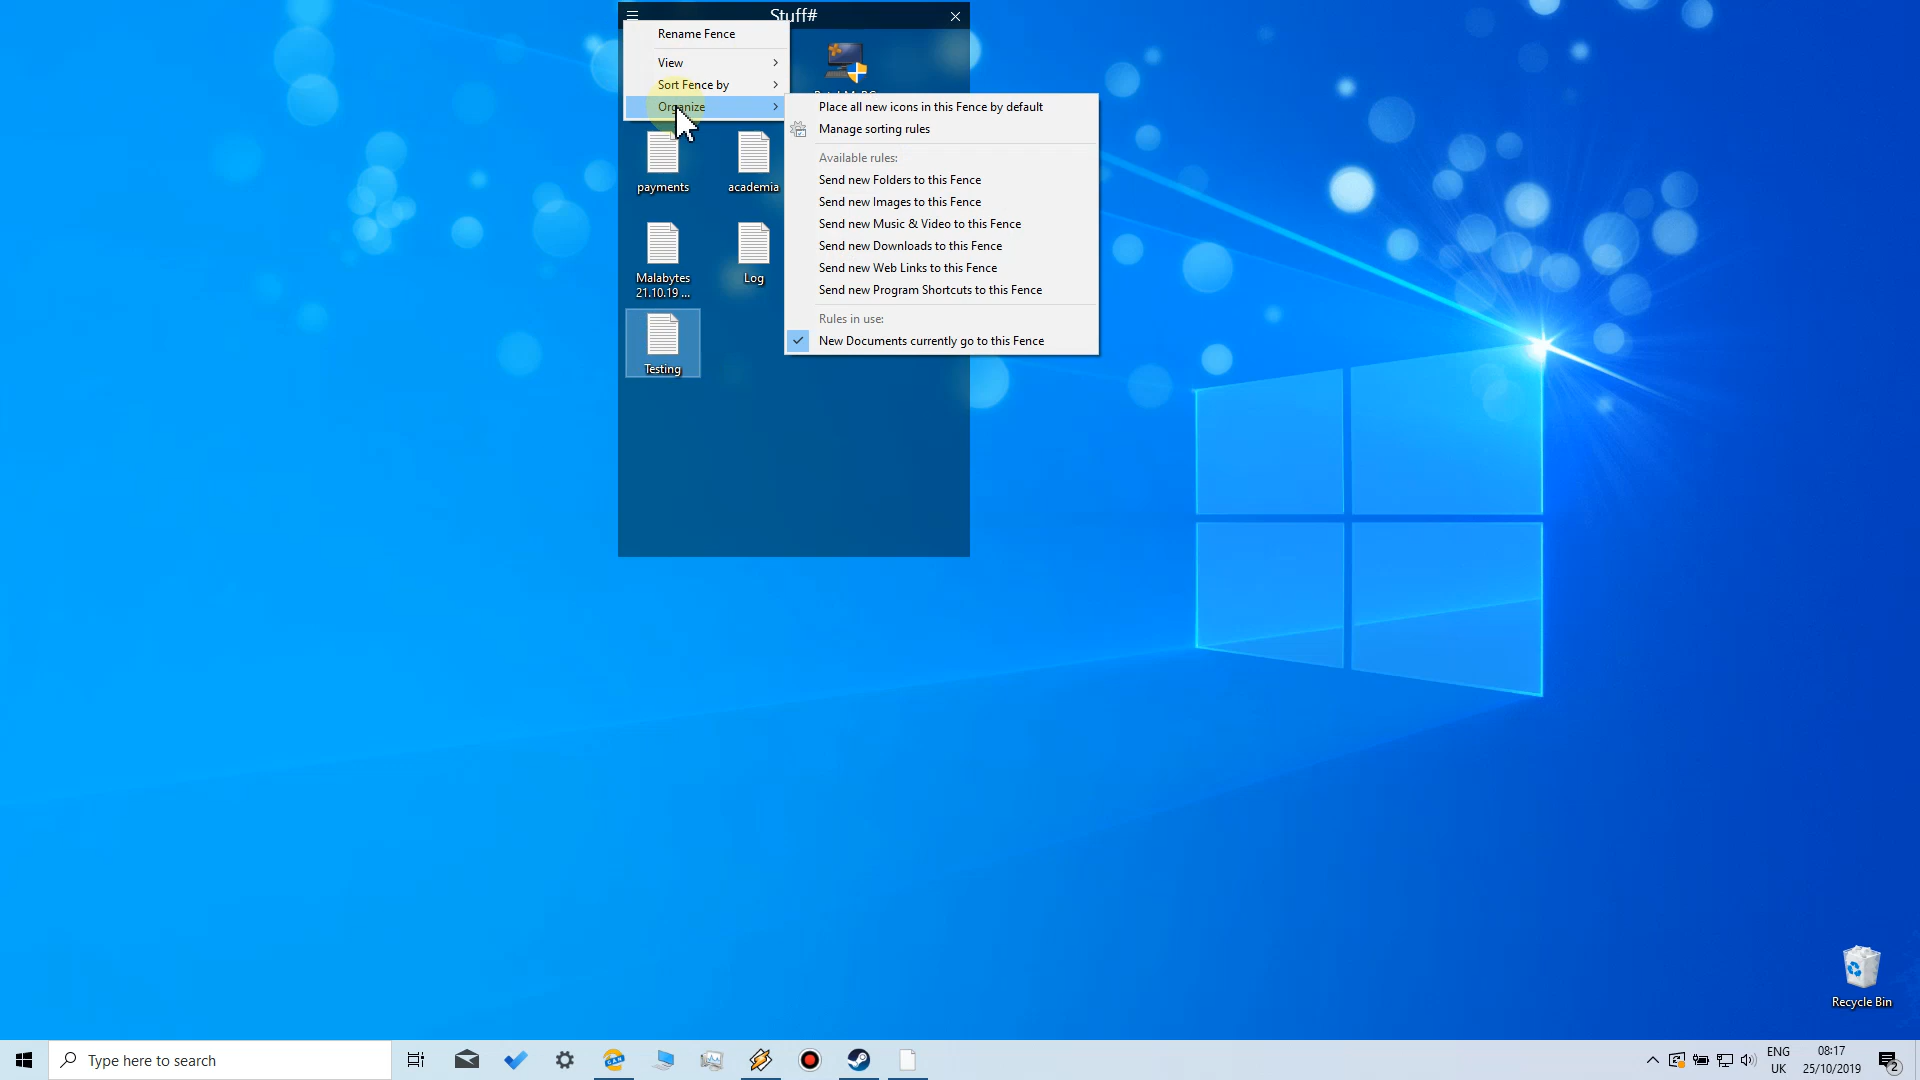 Stuff#
Rename Fence
View
Sort Fence by
Organize
Place all new icons in this Fence by default
Manage sorting rules
Available rules:
Send new Folders to this Fence
Send new Images to this Fence
Send new Music & Video to this Fence
Send new Downloads to this Fence
Send new Web Links to this Fence
Send new Program Shortcuts to this Fence
Rules in use:
New Documents currently go to this Fence
payments
academia
Malabytes
21.10.19 ...
Log
Testing
Recycle Bin
Type here to search
ENG
UK
08:17
25/10/2019
2